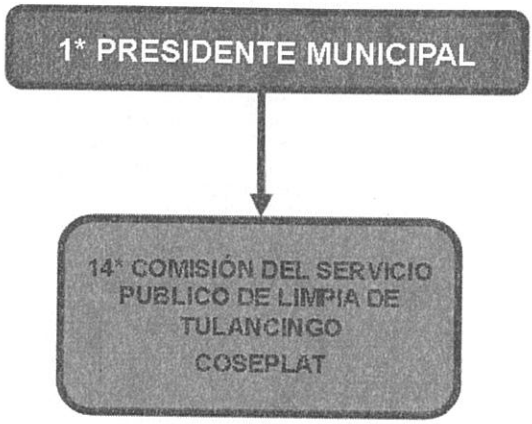 1* PRESIDENTE MUNICIPAL
14* COMISIÓN DEL SERVICIO
PUBLICO DE LIMPIA DE
TULANCINGO
COSEPLAT